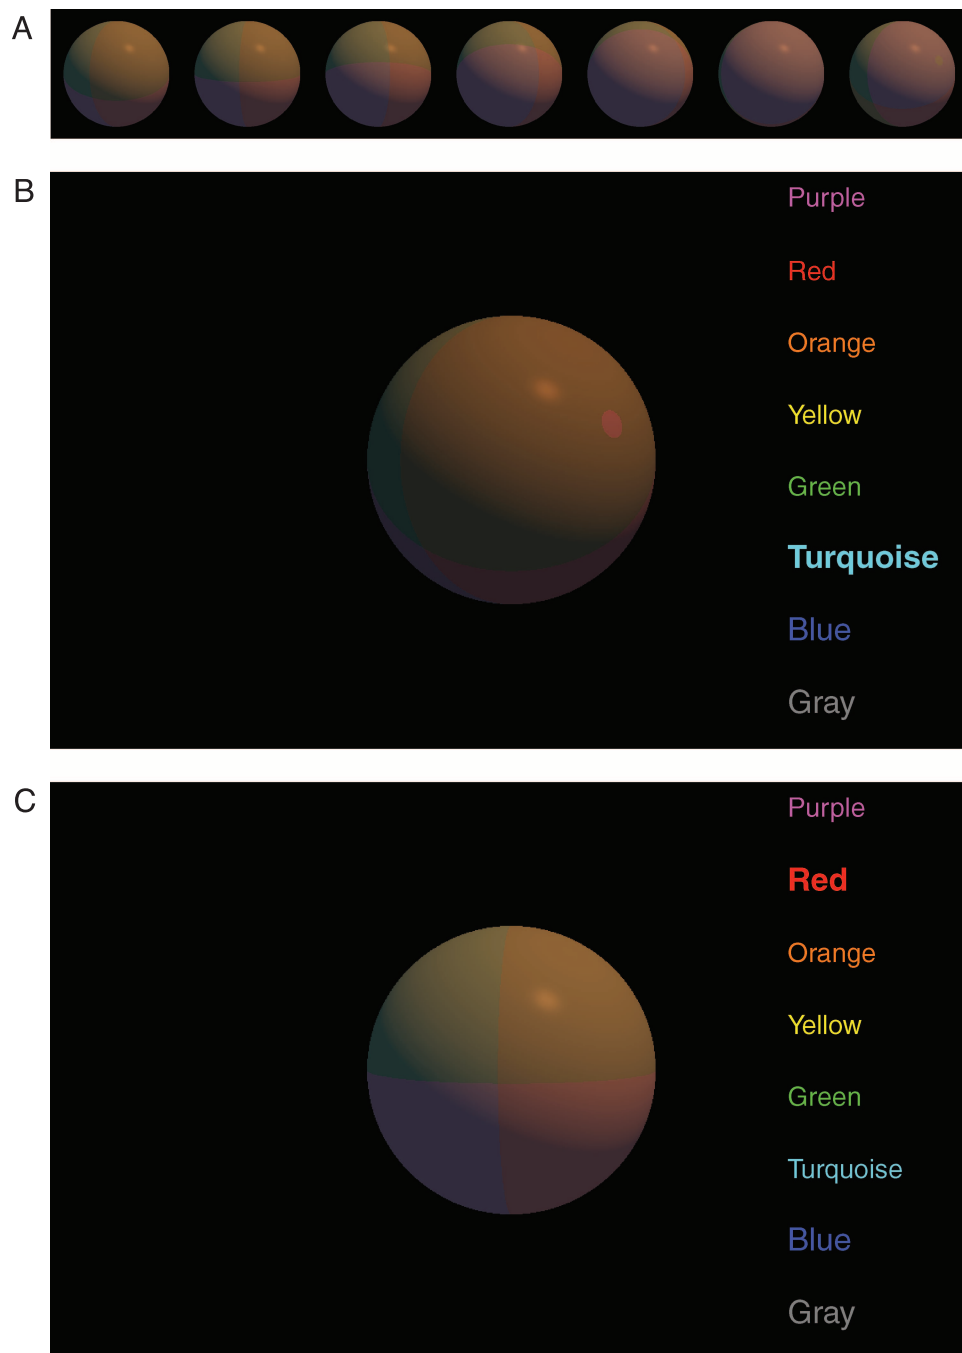 A
B
Purple
Red
Orange
Yellow
Green
Turquoise
Blue
Gray
C
Purple
Red
Orange
Yellow
Green
Turquoise
Blue
Gray